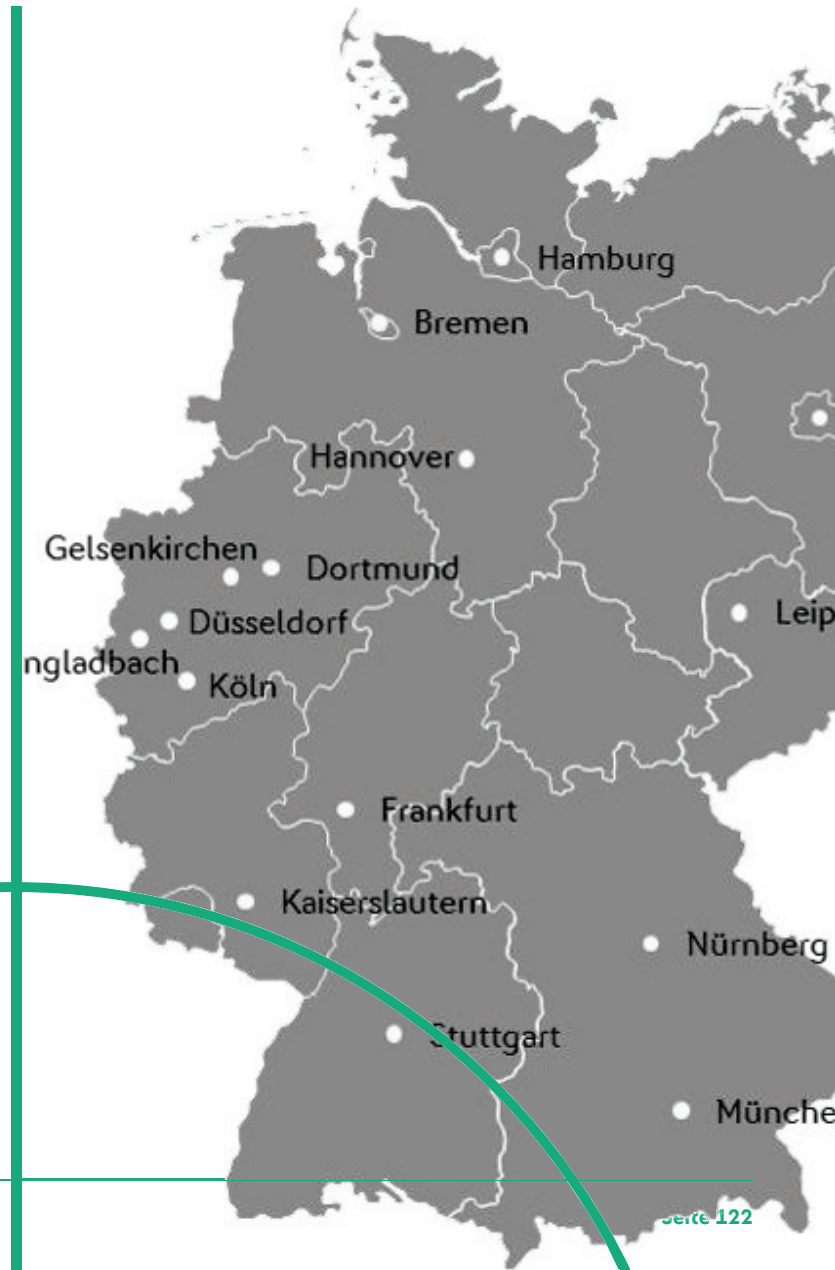 Hamburg
Bremen
Hannover
Gelsenkirchen
Dortmund
Düsseldorf
Leip
ngladbach
Köln
Frankfurt
Kaiserslautern
Nürnberg
Stuttgart
Münche
Seite 122